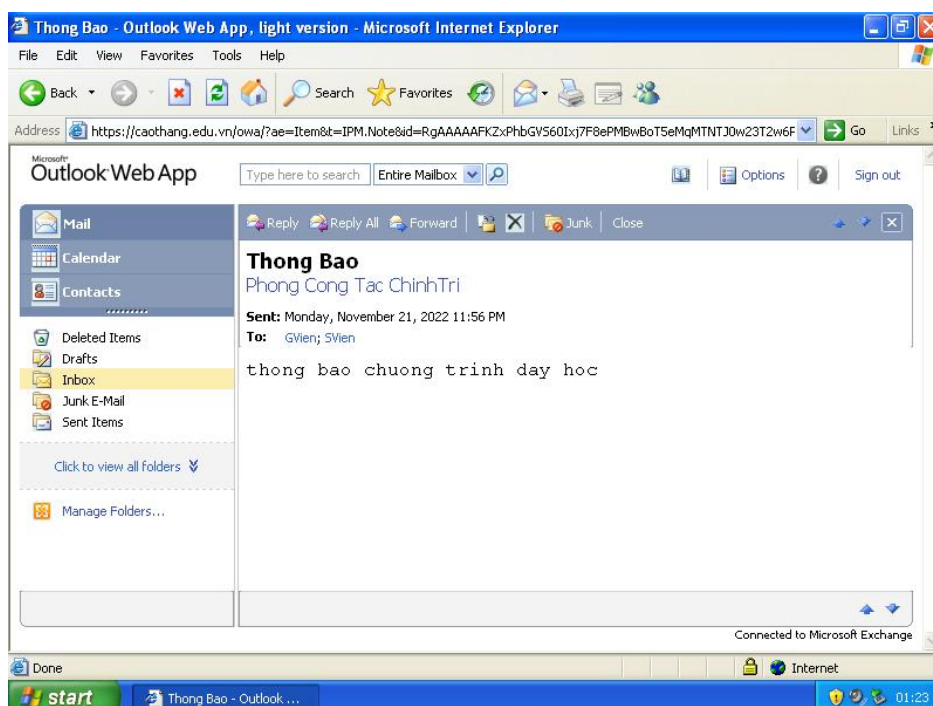 Thong Bao - Outlook Web App, light version - Microsoft Internet Explorer
File Edit View Favorites Tools Help
Back Search Favorites
Address https://caothang.edu.vn/owa/?ae=Item&t=IPM.Note&id= Go Links
Microsoft
Outlook Web App Type here to search Entire Mailbox Options Sign out
Mail Reply Reply All Forward Junk Close
Calendar
Contacts
Thong Bao
Phong Cong Tac ChinhTri
Sent: Monday, November 21, 2022 11:56 PM
To: GVien; SVien
thong bao chuong trinh day hoc
Deleted Items
Drafts
Inbox
Junk E-Mail
Sent Items
Click to view all folders
Manage Folders...
Connected to Microsoft Exchange
Done Internet
start Thong Bao - Outlook ... 01:23